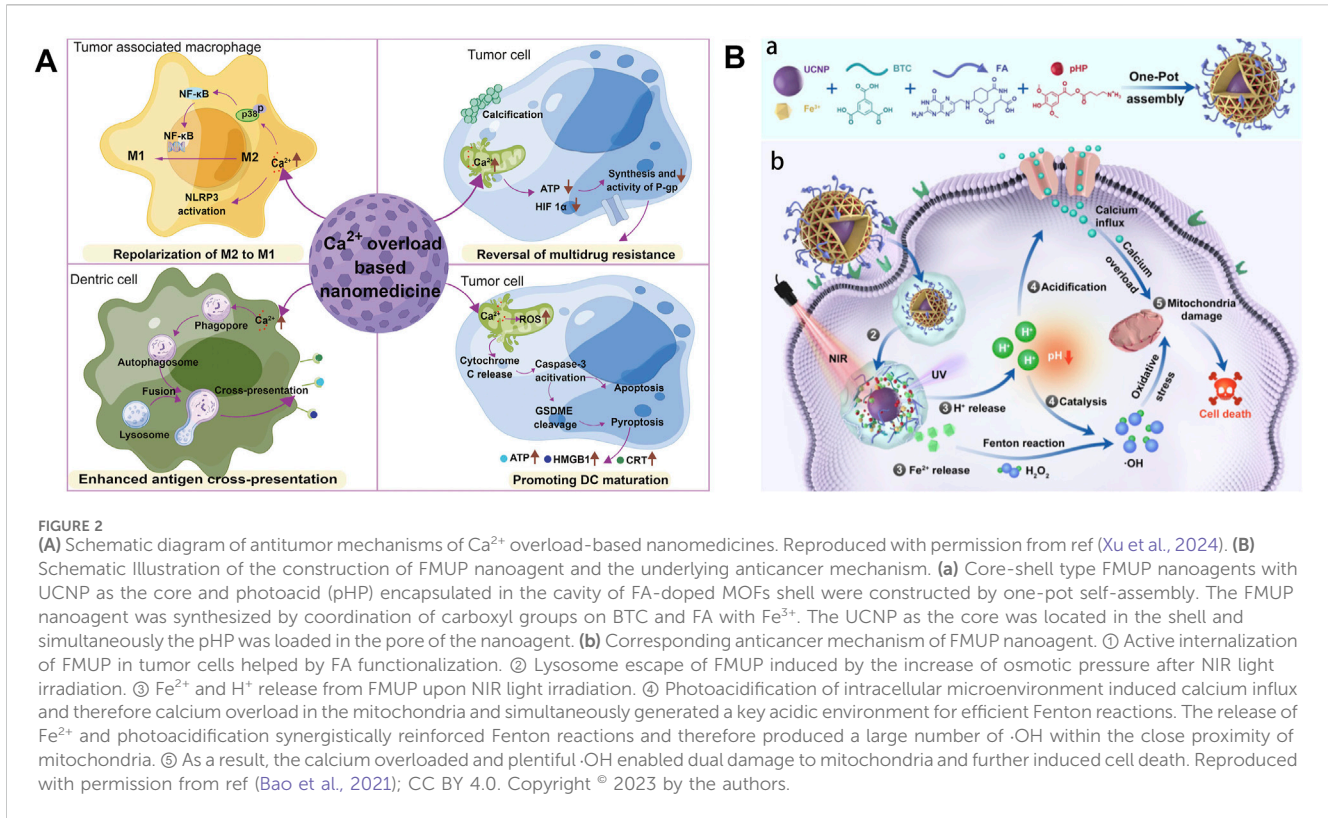 A
Tumor associated macrophage
NF-κB
p38
p
NF-κB
M1
M2
Ca²⁺
NLRP3
activation
Repolarization of M2 to M1
Tumor cell
Calcification
Ca²⁺
ATP
HIF 1α
Synthesis and
activity of P-gp
Reversal of multidrug resistance
Ca²⁺ overload
based
nanomedicine
Dentric cell
Phagopore
Ca²⁺
Autophagosome
Fusion
Cross-presentation
Lysosome
Enhanced antigen cross-presentation
Tumor cell
Ca²⁺
ROS
Cytochrome
C release
Caspase-3
acitivation
Apoptosis
GSDME
cleavage
Pyroptosis
ATP HMGB1 CRT
Promoting DC maturation
B
a
UCNP
BTC
FA
pHP
Fe³⁺
One-Pot
assembly
b
Calcium
influx
Calcium
overload
④ Acidification
⑤ Mitochondria
damage
②
NIR
UV
H⁺
H⁺
H⁺
pH
③ H⁺ release
④ Catalysis
Oxidative
stress
Cell death
Fenton reaction
③ Fe²⁺ release
H₂O₂
·OH
FIGURE 2
(A) Schematic diagram of antitumor mechanisms of Ca²⁺ overload-based nanomedicines. Reproduced with permission from ref (Xu et al., 2024). (B)
Schematic Illustration of the construction of FMUP nanoagent and the underlying anticancer mechanism. (a) Core-shell type FMUP nanoagents with
UCNP as the core and photoacid (pHP) encapsulated in the cavity of FA-doped MOFs shell were constructed by one-pot self-assembly. The FMUP
nanoagent was synthesized by coordination of carboxyl groups on BTC and FA with Fe³⁺. The UCNP as the core was located in the shell and
simultaneously the pHP was loaded in the pore of the nanoagent. (b) Corresponding anticancer mechanism of FMUP nanoagent. ① Active internalization
of FMUP in tumor cells helped by FA functionalization. ② Lysosome escape of FMUP induced by the increase of osmotic pressure after NIR light
irradiation. ③ Fe²⁺ and H⁺ release from FMUP upon NIR light irradiation. ④ Photoacidification of intracellular microenvironment induced calcium influx
and therefore calcium overload in the mitochondria and simultaneously generated a key acidic environment for efficient Fenton reactions. The release of
Fe²⁺ and photoacidification synergistically reinforced Fenton reactions and therefore produced a large number of ·OH within the close proximity of
mitochondria. ⑤ As a result, the calcium overloaded and plentiful ·OH enabled dual damage to mitochondria and further induced cell death. Reproduced
with permission from ref (Bao et al., 2021); CC BY 4.0. Copyright © 2023 by the authors.